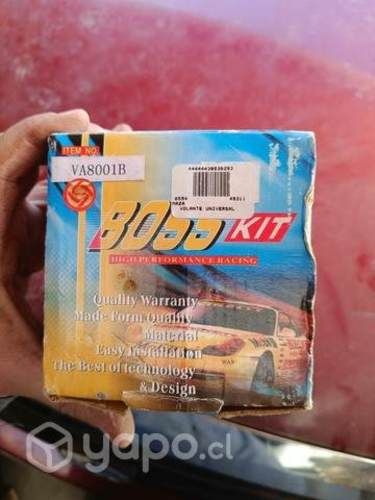 ITEM NO.
VA8001B
VOLANTE UNIVERSAL
BOSS KIT
HIGH PERFORMANCE RACING
Quality Warranty
Made Form Quality
Material
Easy Installation
The Best of technology
& Design
yapo.cl